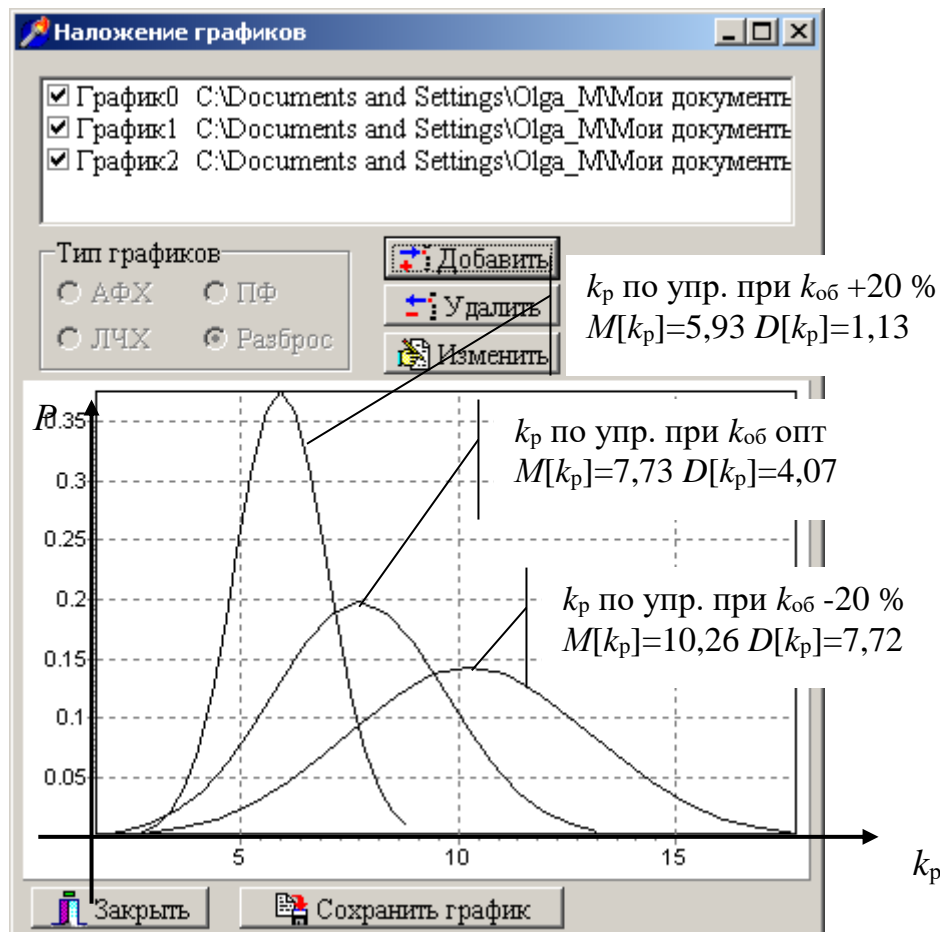 Наложение графиков
График0 C:\Documents and Settings\Olga_M\Мои документь
График1 C:\Documents and Settings\Olga_M\Мои документь
График2 C:\Documents and Settings\Olga_M\Мои документь
Тип графиков
АФХ ПФ
ЛЧХ Разброс
Добавить
Удалить
Изменить
kр по упр. при kоб +20 %
M[kр]=5,93 D[kр]=1,13
kр по упр. при kоб опт
M[kр]=7,73 D[kр]=4,07
kр по упр. при kоб -20 %
M[kр]=10,26 D[kр]=7,72
P
0.35
0.3
0.25
0.2
0.15
0.1
0.05
5 10 15
kр
Закрыть Сохранить график